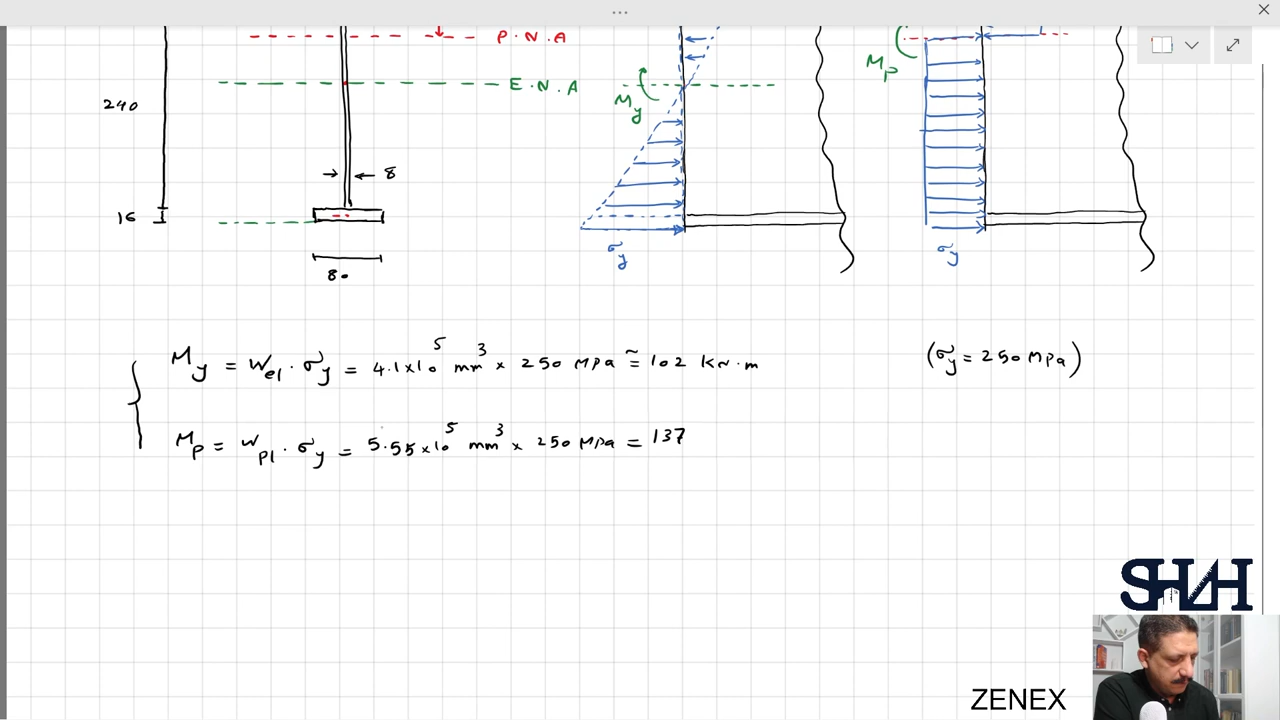 P.N.A
E.N.A
240
8
16
80
My
σy
Mp
σy
My = Wel . σy = 4.1x10^5 mm^3 x 250 MPa ≅ 102 kN.m
(σy = 250 MPa)
Mp = Wpl . σy = 5.55x10^5 mm^3 x 250 MPa = 137
SHLH
ZENEX